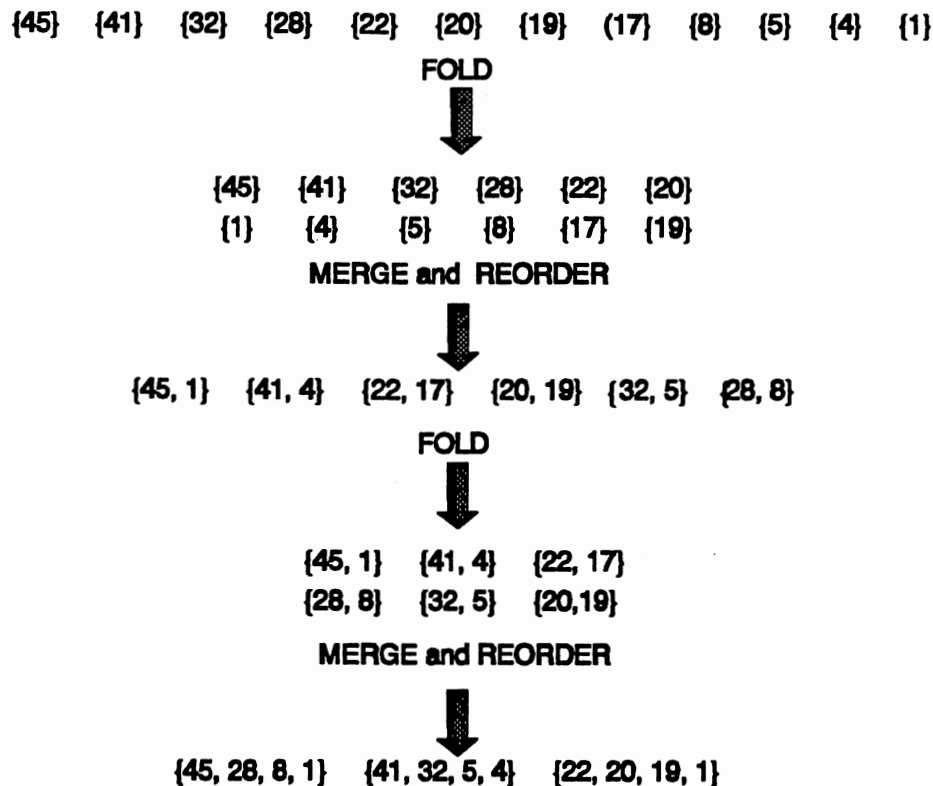 {45} {41} {32} {28} {22} {20} {19} (17} {8} {5} {4} {1}
FOLD
{45} {41} {32} {28} {22} {20}
{1} {4} {5} {8} {17} {19}
MERGE and REORDER
{45, 1} {41, 4} {22, 17} {20, 19} {32, 5} {28, 8}
FOLD
{45, 1} {41, 4} {22, 17}
{28, 8} {32, 5} {20,19}
MERGE and REORDER
{45, 28, 8, 1} {41, 32, 5, 4} {22, 20, 19, 1}